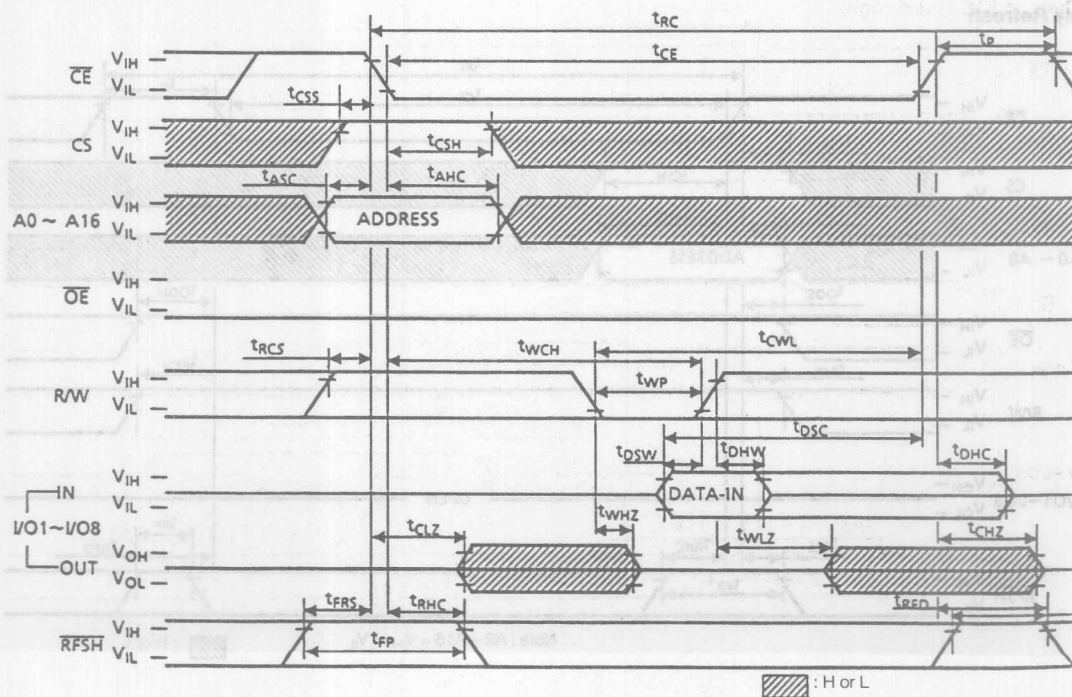 tRC
tP
tCE
CE
VIH
VIL
tCSS
CS
VIH
VIL
tCSH
tASC
tAHC
A0 ~ A16
VIH
VIL
ADDRESS
OE
VIH
VIL
tRCS
tWCH
tCWL
R/W
VIH
VIL
tWP
tDSC
tDSW
tDHW
tDHC
IN
VIH
VIL
DATA-IN
I/O1~I/O8
tWHZ
tCLZ
tWLZ
tCHZ
OUT
VOH
VOL
tFRS
tRHC
tRFD
RFSH
VIH
VIL
tFP
: H or L